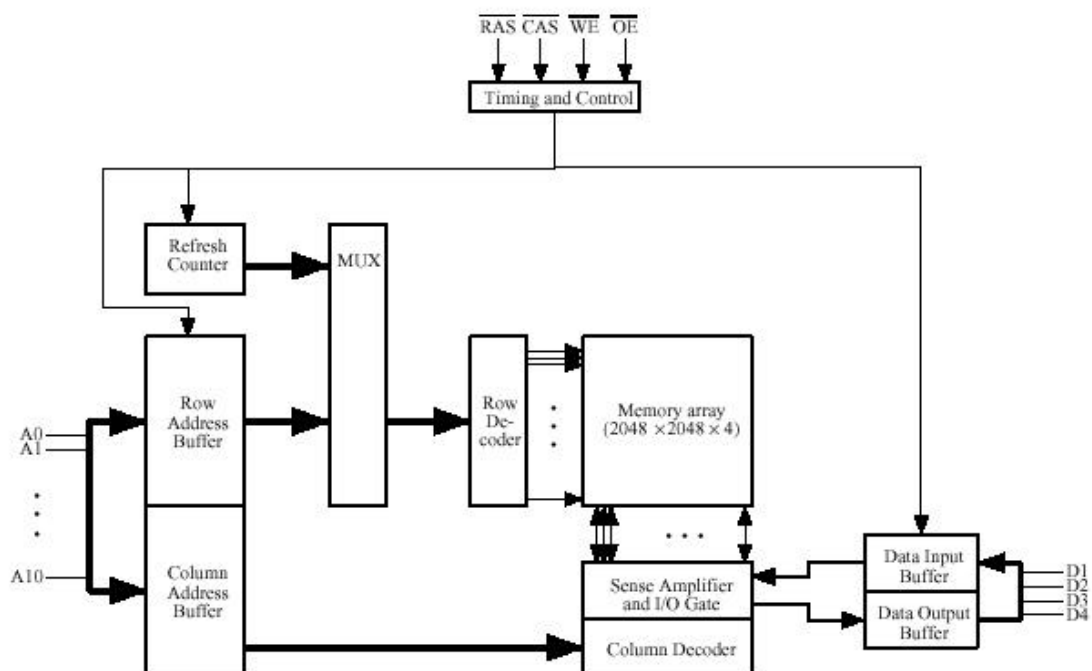 RAS CAS WE OE
Timing and Control
Refresh
Counter
MUX
Row
Address
Buffer
Row
De-
coder
Memory array
(2048 ×2048 × 4)
A0
A1
A10
Column
Address
Buffer
Sense Amplifier
and I/O Gate
Column Decoder
Data Input
Buffer
Data Output
Buffer
D1
D2
D3
D4